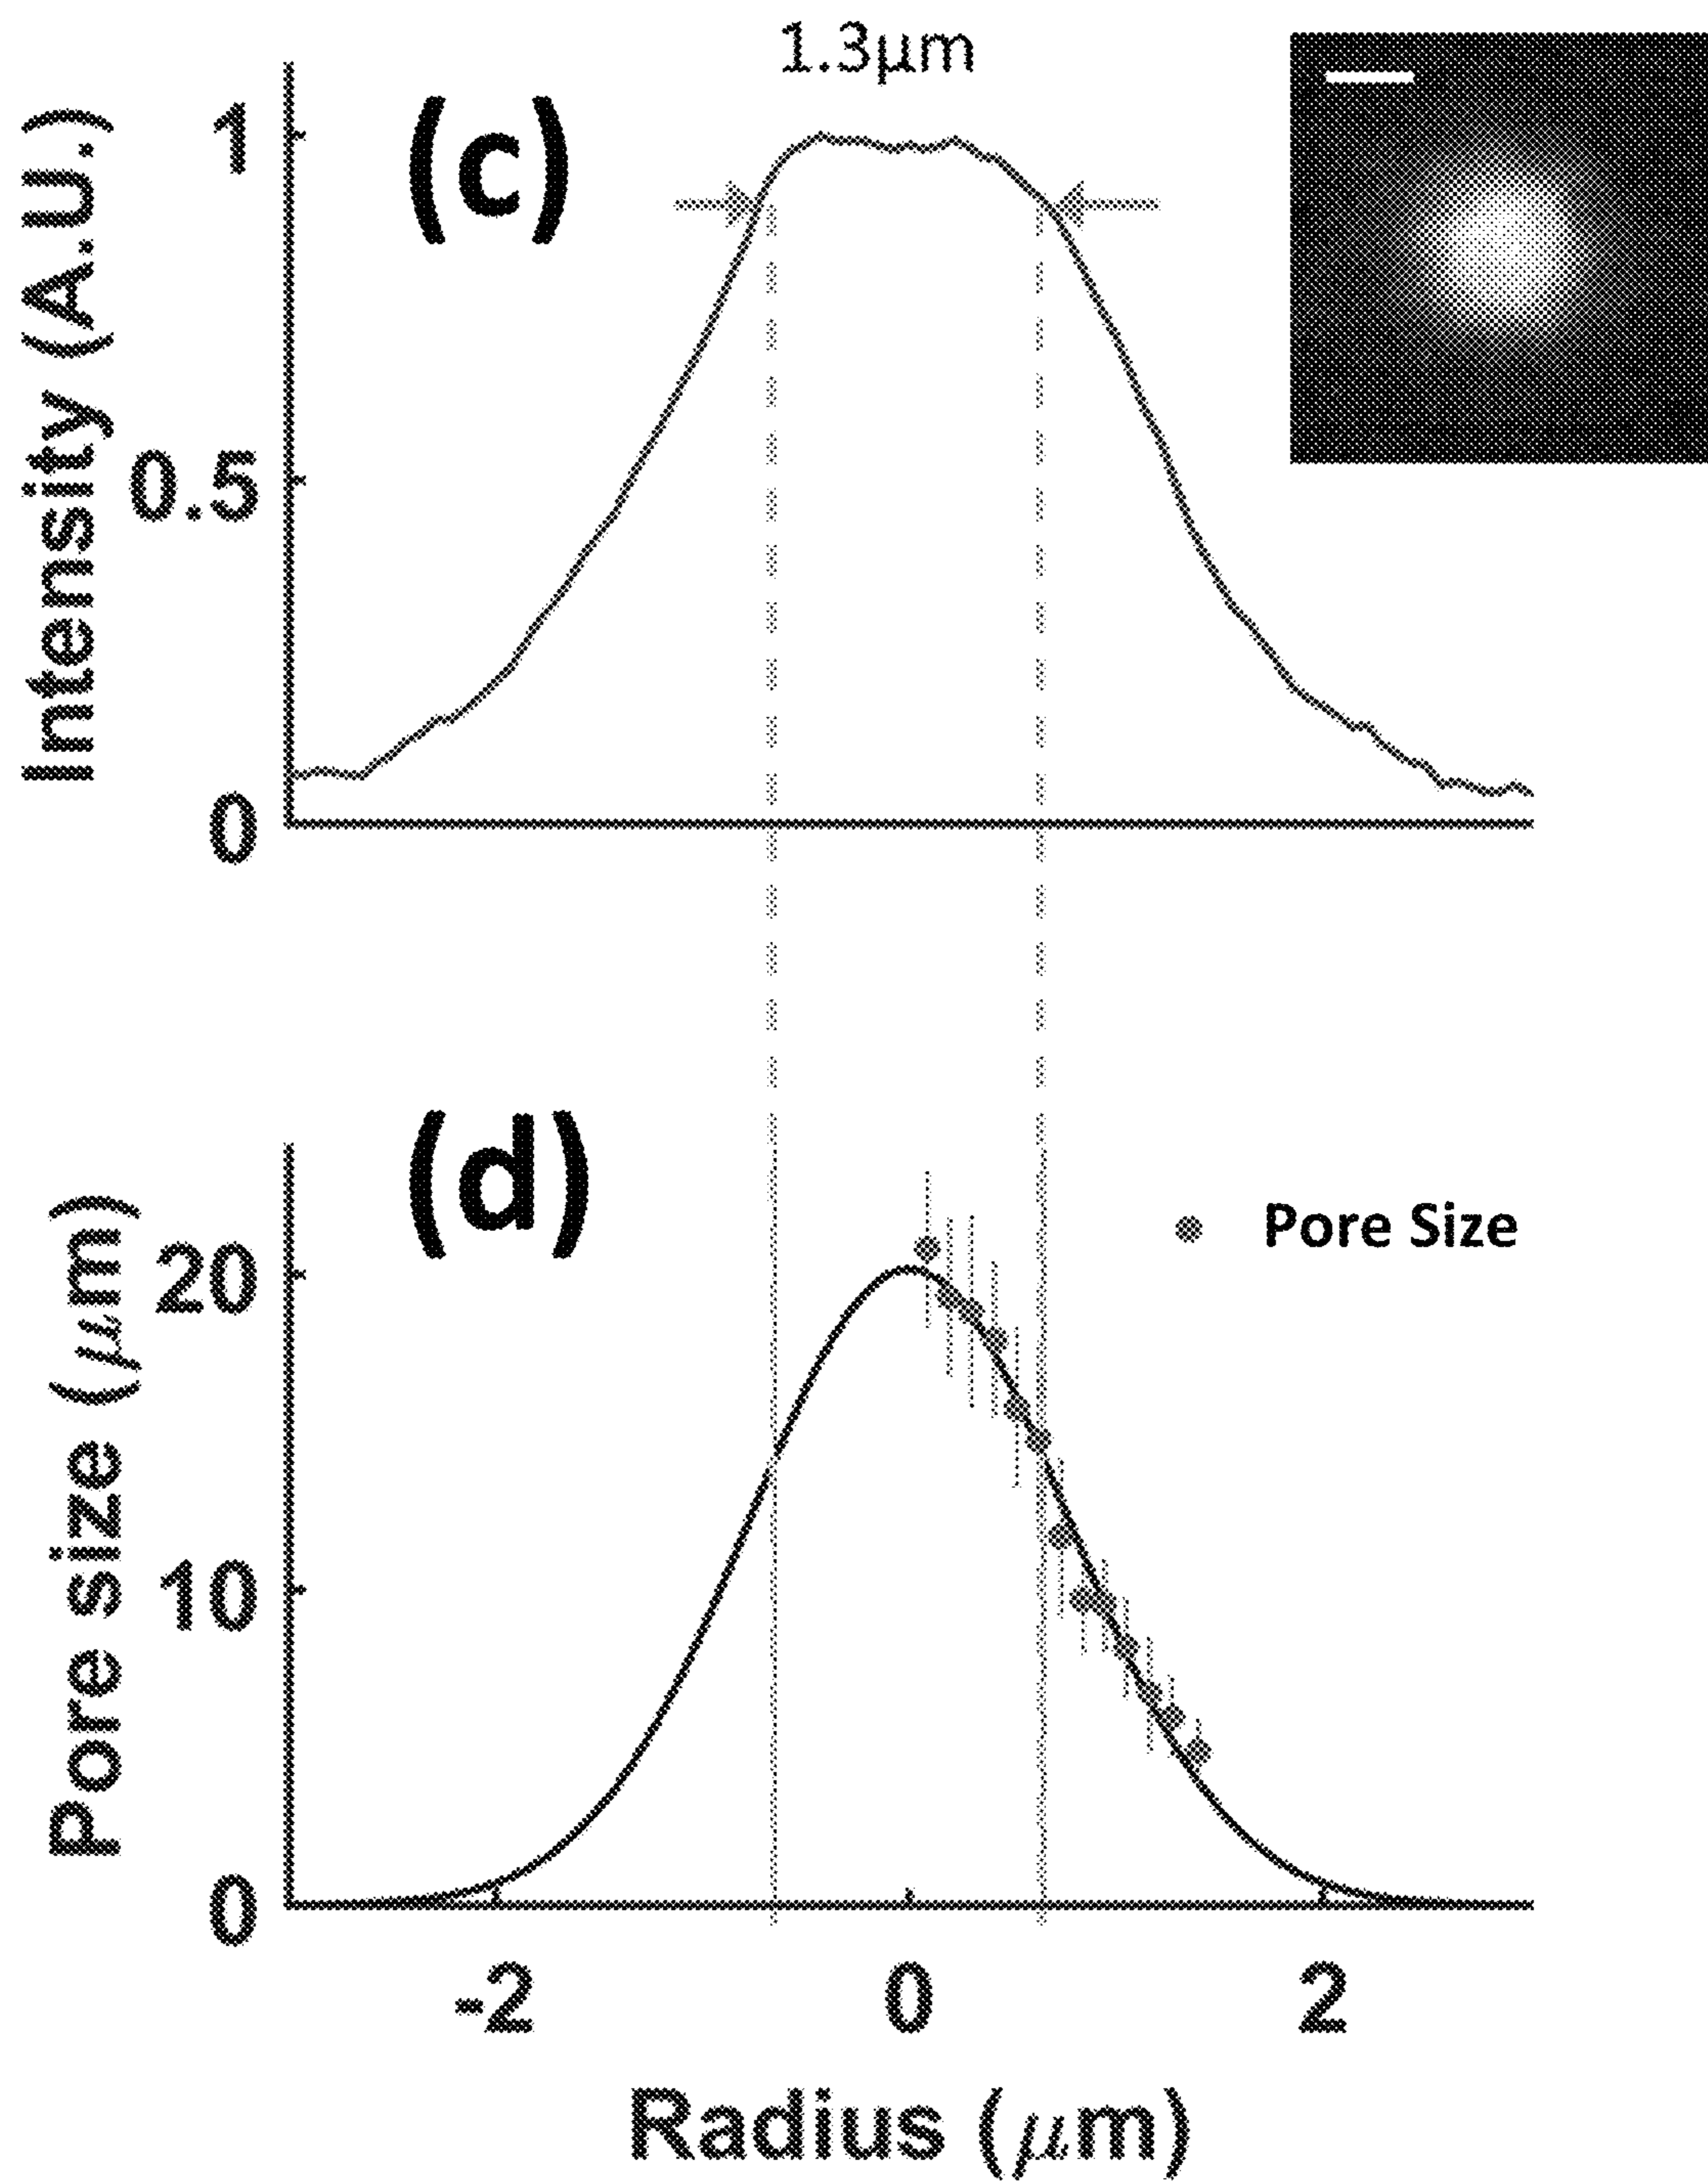 1.3μm
(c)
Intensity (A.U.)
1
0.5
0
(d)
Pore Size
Pore size (μm)
20
10
0
-2 0 2
Radius (μm)